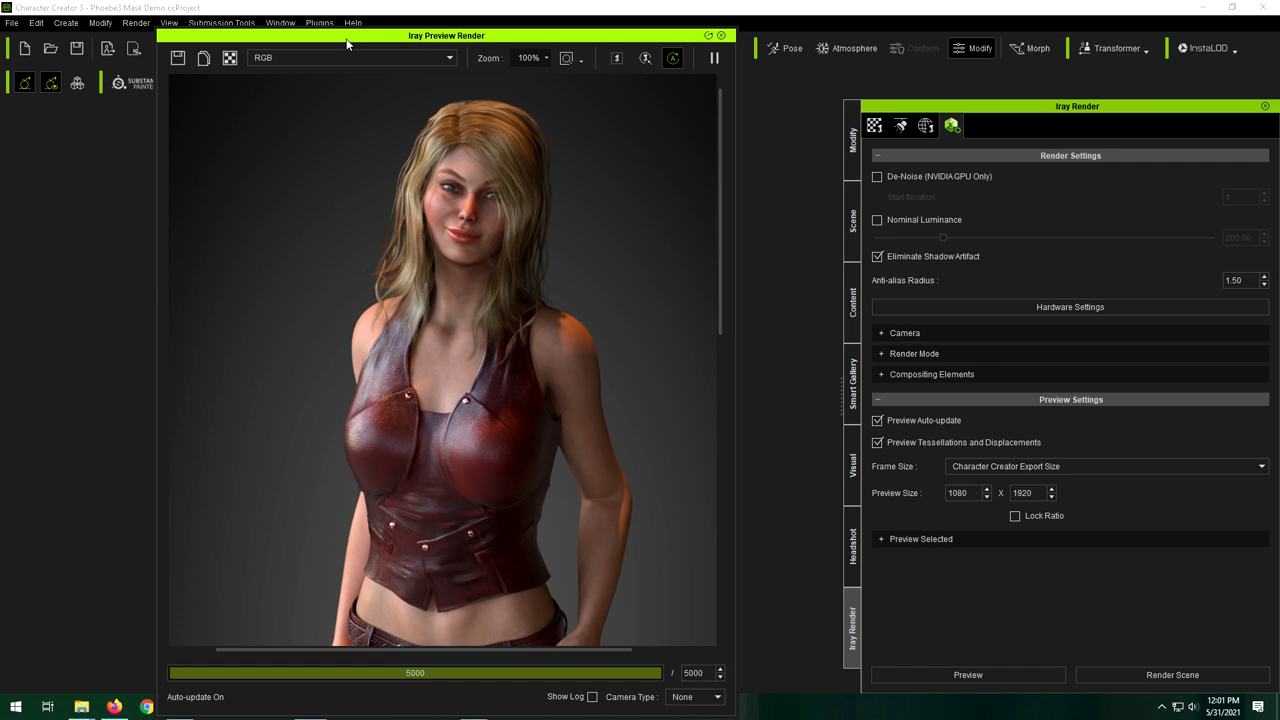 Character Creator 3 - Phoebe3 Mask Demo.ccProject
File Edit Create Modify Render View Submission Tools Window Plugins Help
Iray Preview Render
RGB
Zoom : 100%
Pose Atmosphere Conform Modify Morph Transformer InstaLOD
SUBSTAN
PAINTE
Iray Render
Modify
Scene
Content
Smart Gallery
Visual
Headshot
Iray Render
Render Settings
De-Noise (NVIDIA GPU Only)
Start Iteration 1
Nominal Luminance
200.00
Eliminate Shadow Artifact
Anti-alias Radius : 1.50
Hardware Settings
+ Camera
+ Render Mode
+ Compositing Elements
Preview Settings
Preview Auto-update
Preview Tessellations and Displacements
Frame Size : Character Creator Export Size
Preview Size : 1080 X 1920
Lock Ratio
+ Preview Selected
Preview Render Scene
5000 / 5000
Auto-update On Show Log Camera Type : None
12:01 PM
5/31/2021